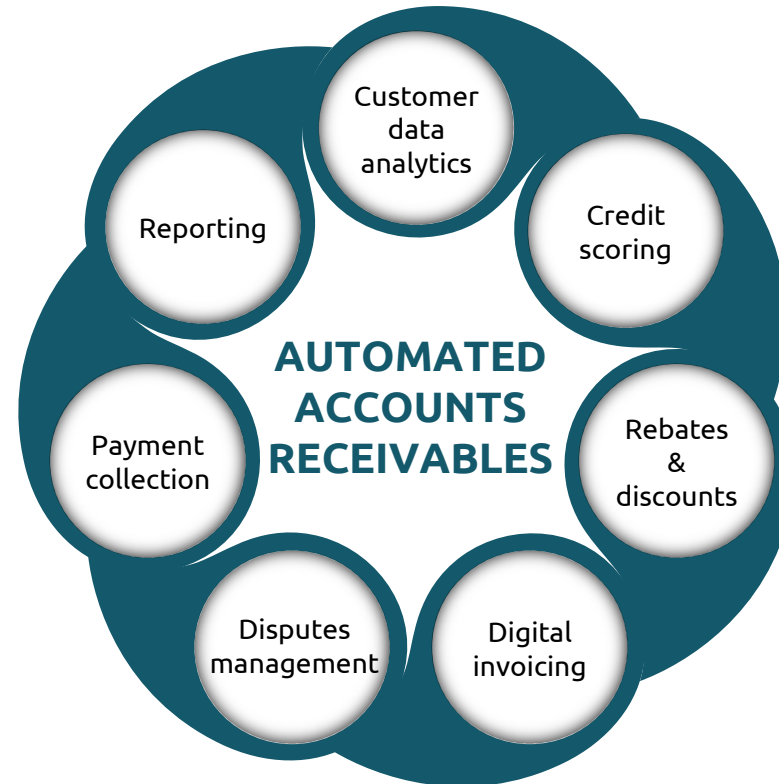 Customer
data
analytics
Credit
scoring
Rebates
&
discounts
Digital
invoicing
Disputes
management
Payment
collection
Reporting
AUTOMATED
ACCOUNTS
RECEIVABLES